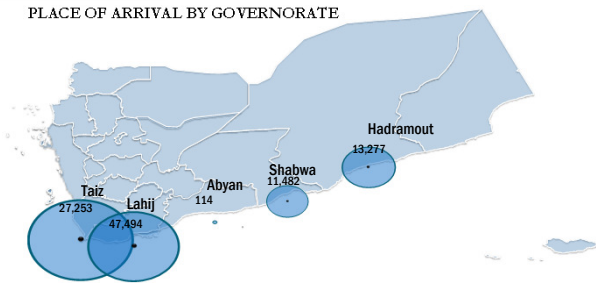 PLACE OF ARRIVAL BY GOVERNORATE
Hadramout
13,277
Shabwa
11,482
Abyan
114
Taiz
27,253
Lahij
47,494